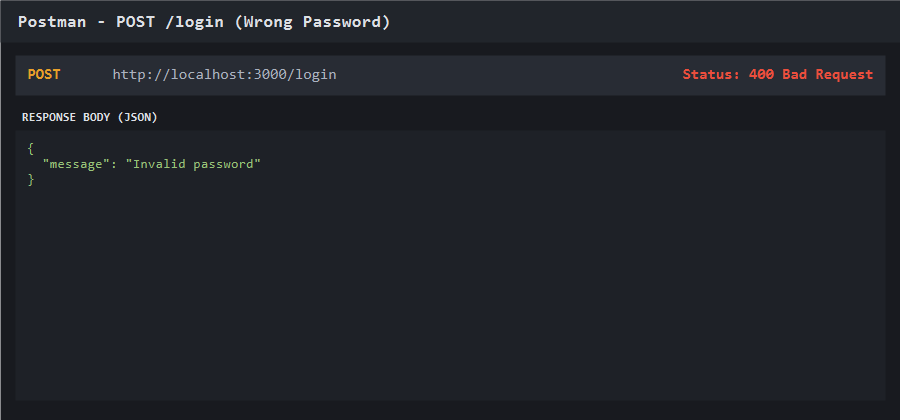 Postman - POST /login (Wrong Password)
POST http://localhost:3000/login Status: 400 Bad Request
RESPONSE BODY (JSON)
{
  "message": "Invalid password"
}